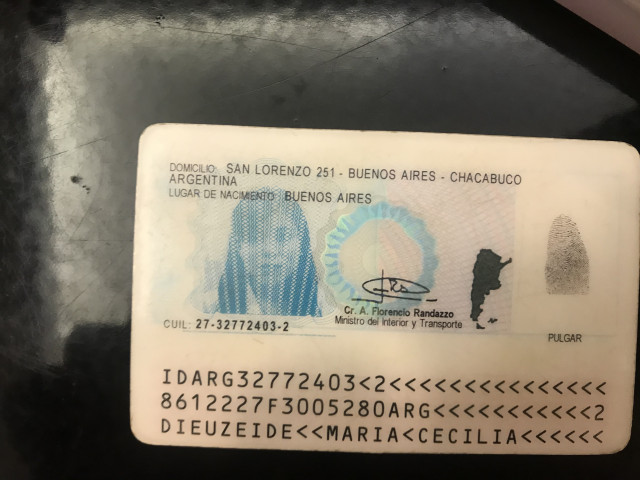 DOMICILIO: SAN LORENZO 251 - BUENOS AIRES - CHACABUCO
ARGENTINA
LUGAR DE NACIMIENTO: BUENOS AIRES
Cr. A. Florencio Randazzo
Ministro del Interior y Transporte
CUIL: 27-32772403-2
PULGAR
IDARG32772403<2<<<<<<<<<<<<<<<
8612227F3005280ARG<<<<<<<<<<<2
DIEUZEIDE<<MARIA<CECILIA<<<<<<